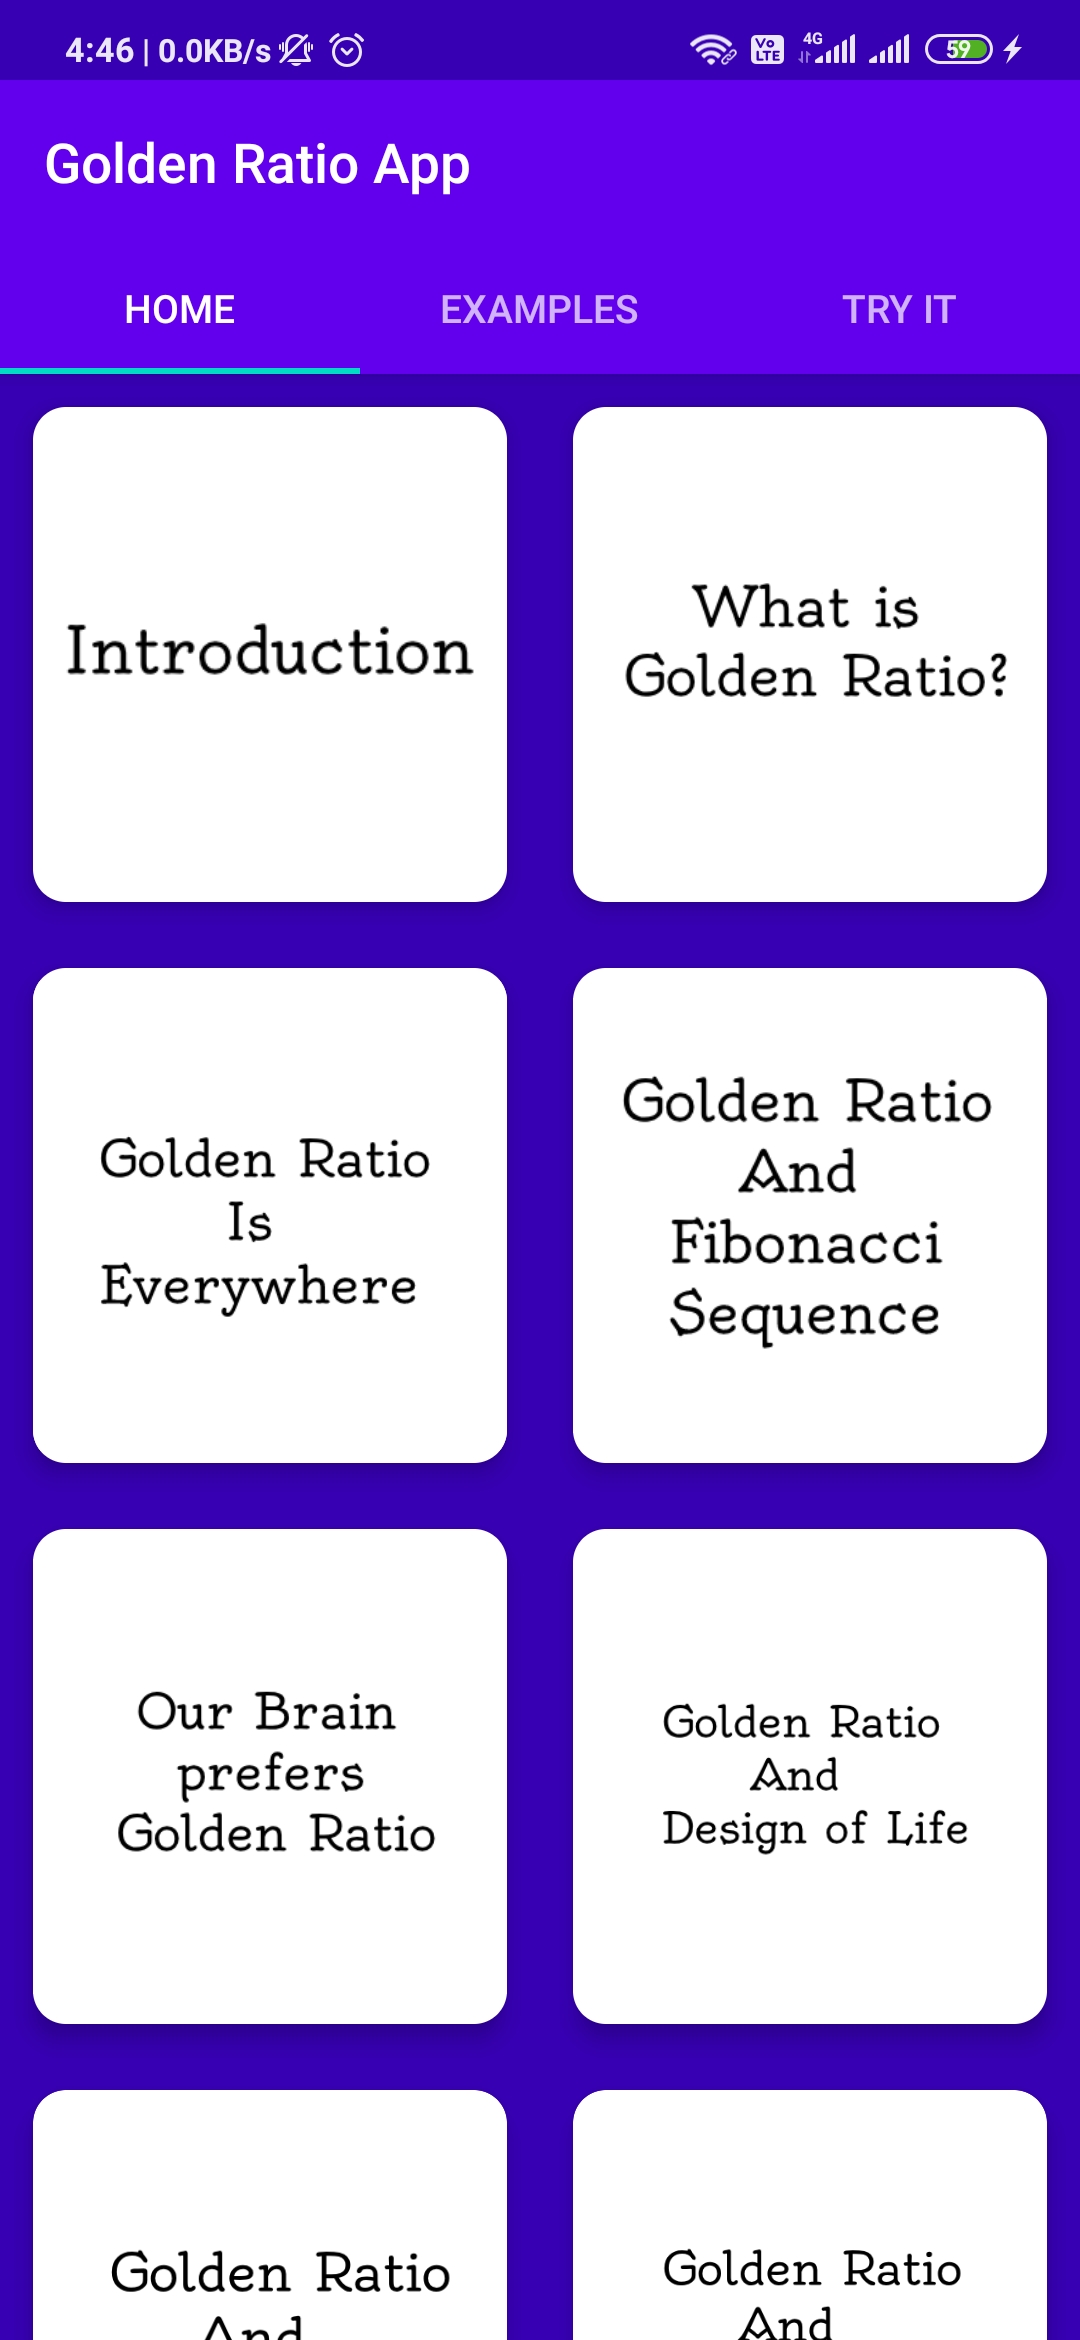 4:46 | 0.0KB/s
4G
Vo
LTE
59
Golden Ratio App
HOME
EXAMPLES
TRY IT
Introduction
What is
Golden Ratio?
Golden Ratio
Is
Everywhere
Golden Ratio
And
Fibonacci
Sequence
Our Brain
prefers
Golden Ratio
Golden Ratio
And
Design of Life
Golden Ratio
And
Golden Ratio
And